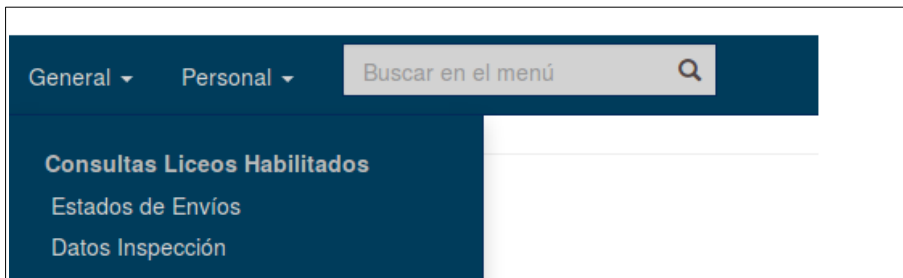 General Personal Buscar en el menú
Consultas Liceos Habilitados
Estados de Envíos
Datos Inspección